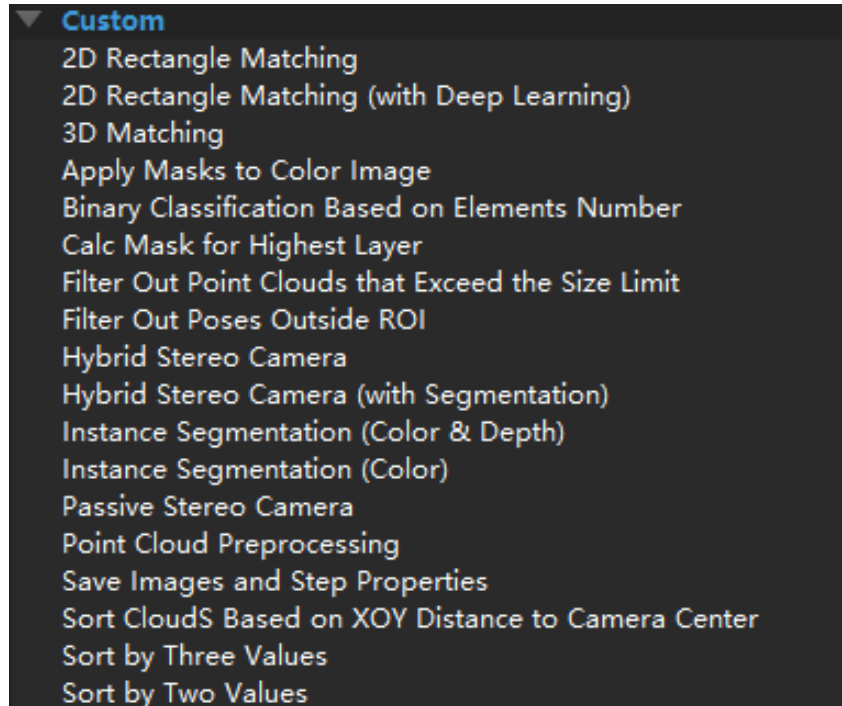 Custom
2D Rectangle Matching
2D Rectangle Matching (with Deep Learning)
3D Matching
Apply Masks to Color Image
Binary Classification Based on Elements Number
Calc Mask for Highest Layer
Filter Out Point Clouds that Exceed the Size Limit
Filter Out Poses Outside ROI
Hybrid Stereo Camera
Hybrid Stereo Camera (with Segmentation)
Instance Segmentation (Color & Depth)
Instance Segmentation (Color)
Passive Stereo Camera
Point Cloud Preprocessing
Save Images and Step Properties
Sort CloudS Based on XOY Distance to Camera Center
Sort by Three Values
Sort by Two Values